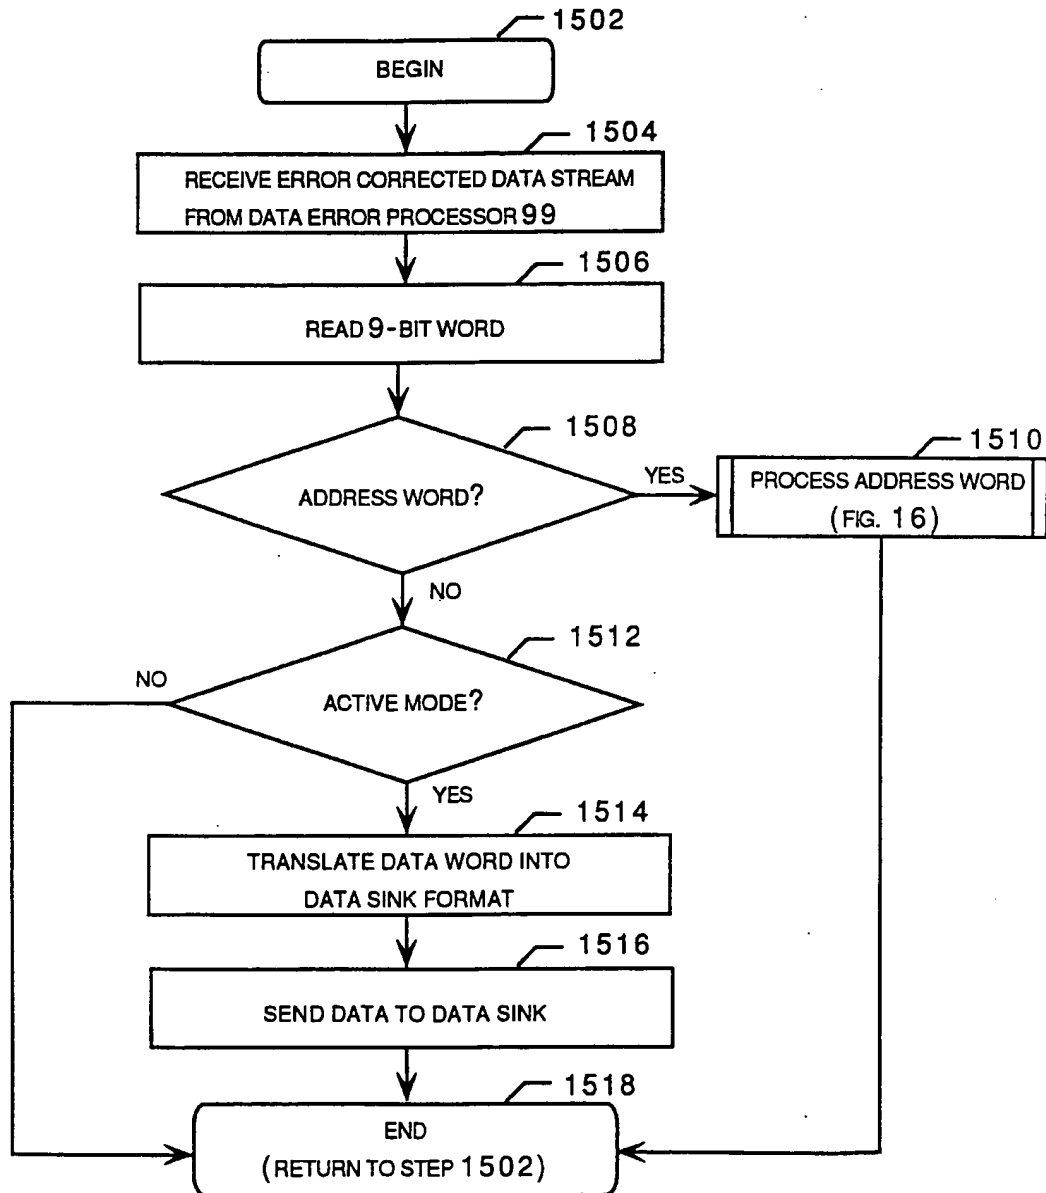 1502
BEGIN
1504
RECEIVE ERROR CORRECTED DATA STREAM
FROM DATA ERROR PROCESSOR 99
1506
READ 9-BIT WORD
1508
ADDRESS WORD?
YES
1510
PROCESS ADDRESS WORD
(FIG. 16)
NO
1512
ACTIVE MODE?
NO
YES
1514
TRANSLATE DATA WORD INTO
DATA SINK FORMAT
1516
SEND DATA TO DATA SINK
1518
END
(RETURN TO STEP 1502)